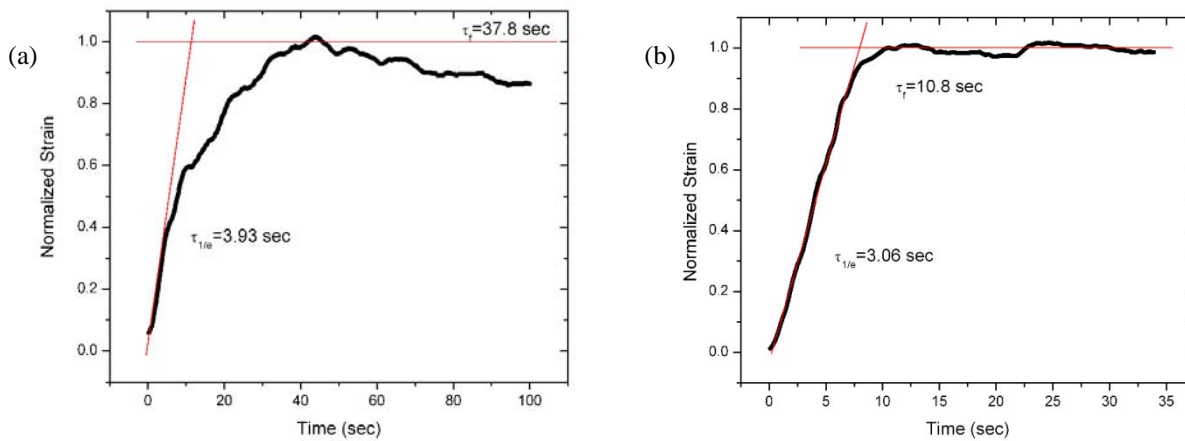 (a)
τf=37.8 sec
1.0
0.8
0.6
0.4
0.2
0.0
τ1/e=3.93 sec
Normalized Strain
0 20 40 60 80 100
Time (sec)
(b)
1.0
0.8
0.6
0.4
0.2
0.0
τf=10.8 sec
τ1/e=3.06 sec
Normalized Strain
0 5 10 15 20 25 30 35
Time (sec)